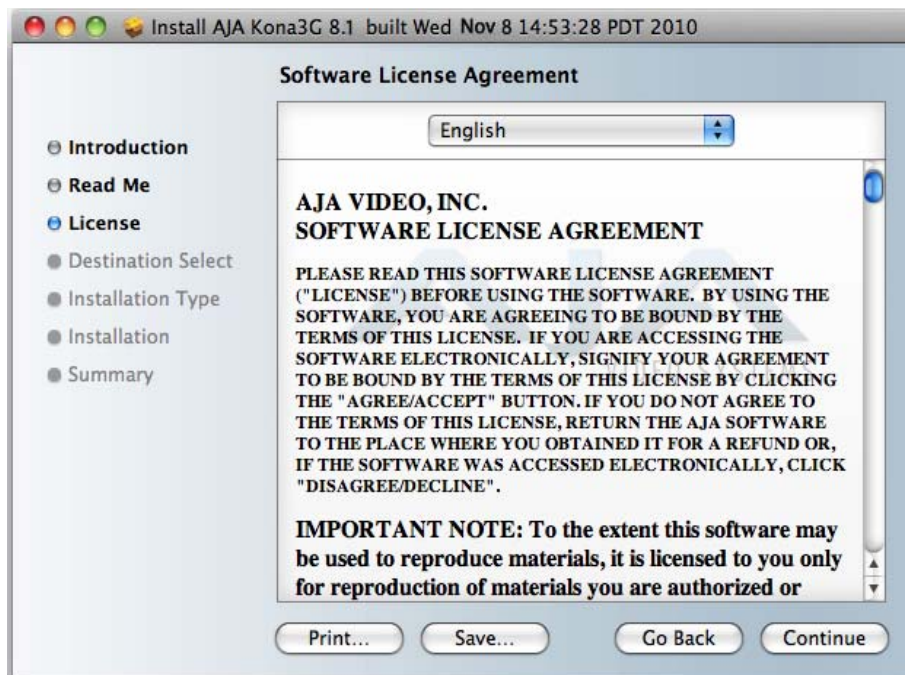 Install AJA Kona3G 8.1 built Wed Nov 8 14:53:28 PDT 2010
Software License Agreement
Introduction
Read Me
License
Destination Select
Installation Type
Installation
Summary
English
AJA VIDEO, INC.
SOFTWARE LICENSE AGREEMENT
PLEASE READ THIS SOFTWARE LICENSE AGREEMENT
("LICENSE") BEFORE USING THE SOFTWARE. BY USING THE
SOFTWARE, YOU ARE AGREEING TO BE BOUND BY THE
TERMS OF THIS LICENSE. IF YOU ARE ACCESSING THE
SOFTWARE ELECTRONICALLY, SIGNIFY YOUR AGREEMENT
TO BE BOUND BY THE TERMS OF THIS LICENSE BY CLICKING
THE "AGREE/ACCEPT" BUTTON. IF YOU DO NOT AGREE TO
THE TERMS OF THIS LICENSE, RETURN THE AJA SOFTWARE
TO THE PLACE WHERE YOU OBTAINED IT FOR A REFUND OR,
IF THE SOFTWARE WAS ACCESSED ELECTRONICALLY, CLICK
"DISAGREE/DECLINE".
IMPORTANT NOTE: To the extent this software may
be used to reproduce materials, it is licensed to you only
for reproduction of materials you are authorized or
AJA
VIDEO SYSTEMS
Print...
Save...
Go Back
Continue